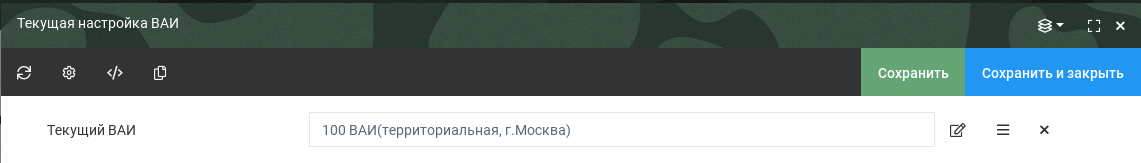 Текущая настройка ВАИ
Сохранить Сохранить и закрыть
Текущий ВАИ 100 ВАИ(территориальная, г.Москва)